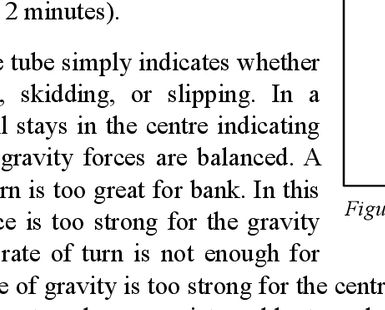 2 minutes).
e tube simply indicates whether
, skidding, or slipping. In a
l stays in the centre indicating
gravity forces are balanced. A
rn is too great for bank. In this
ce is too strong for the gravity
rate of turn is not enough for
e of gravity is too strong for the centr
Figu